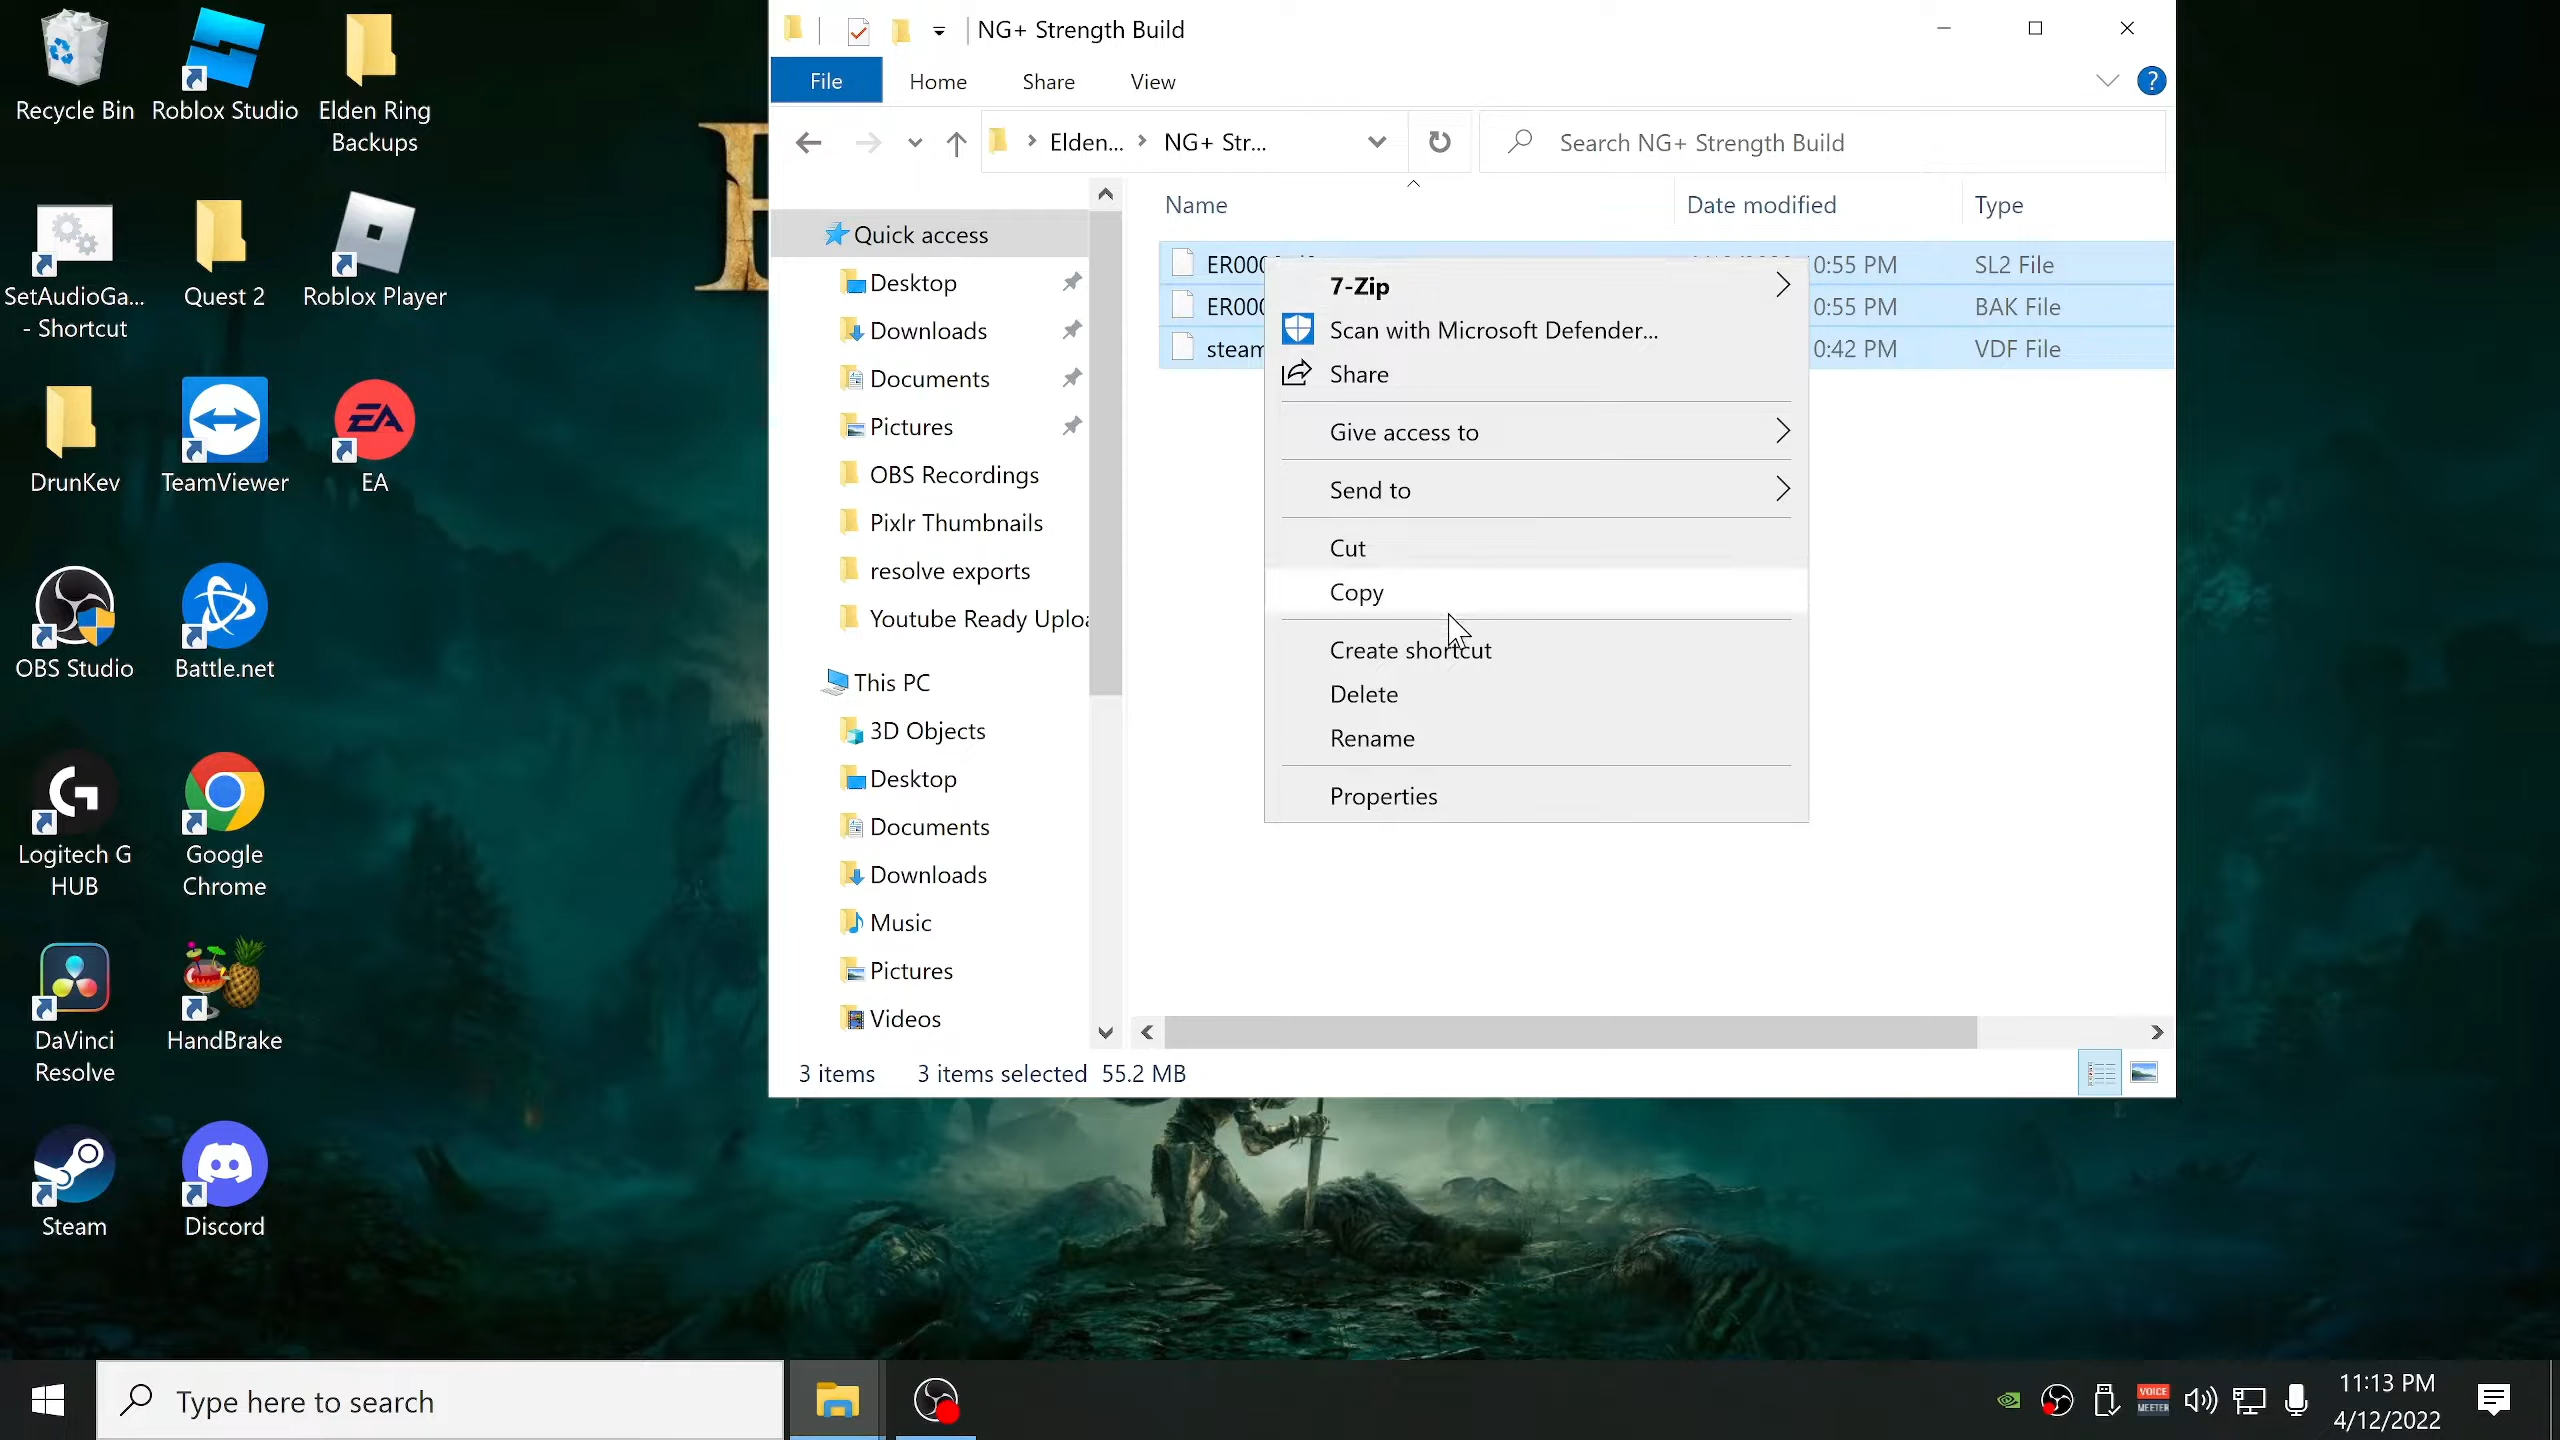 Recycle Bin
Roblox Studio
Elden Ring
Backups
SetAudioGa...
- Shortcut
Quest 2
Roblox Player
DrunKev
TeamViewer
EA
OBS Studio
Battle.net
Logitech G
HUB
Google
Chrome
DaVinci
Resolve
HandBrake
Steam
Discord
NG+ Strength Build
File
Home
Share
View
?
Elden...
NG+ Str...
Search NG+ Strength Build
Quick access
Desktop
Downloads
Documents
Pictures
OBS Recordings
Pixlr Thumbnails
resolve exports
Youtube Ready Uploa
This PC
3D Objects
Desktop
Documents
Downloads
Music
Pictures
Videos
Name
Date modified
Type
0:55 PM
SL2 File
0:55 PM
BAK File
steam
0:42 PM
VDF File
7-Zip
Scan with Microsoft Defender...
Share
Give access to
Send to
Cut
Copy
Create shortcut
Delete
Rename
Properties
3 items
3 items selected
55.2 MB
Type here to search
VOICE
MEETER
11:13 PM
4/12/2022